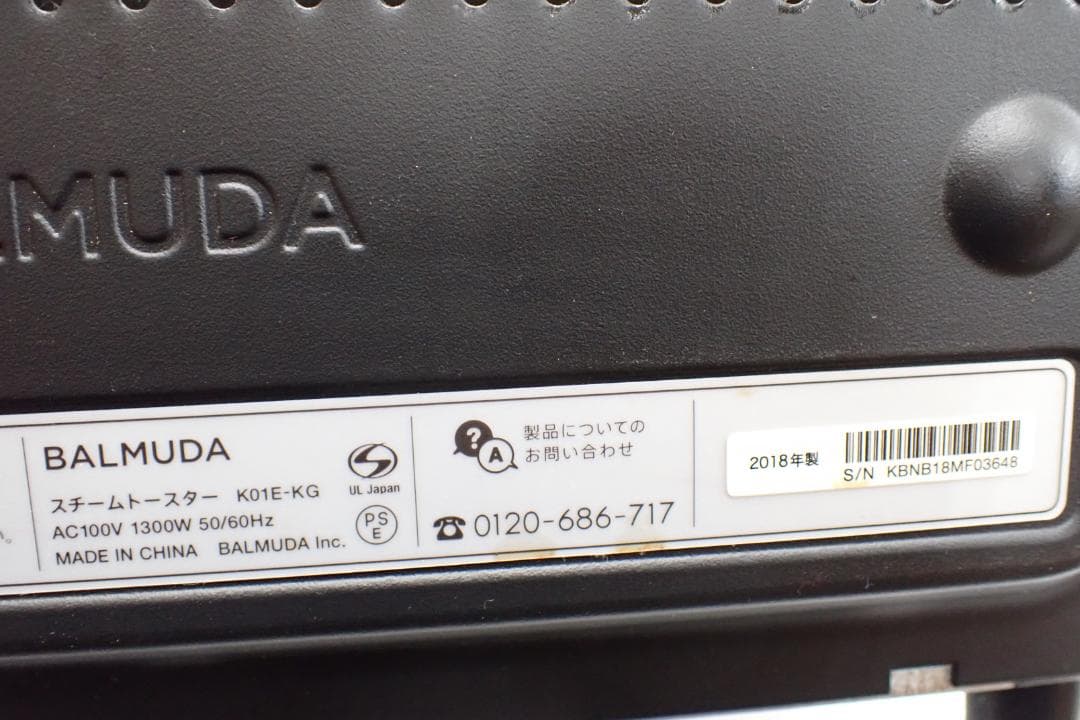 LMUDA
BALMUDA
スチームトースター K01E-KG
AC100V 1300W 50/60Hz
MADE IN CHINA BALMUDA Inc.
UL Japan
PS
E
?
A
製品についての
お問い合わせ
0120-686-717
2018年製
S/N KBNB18MF03648